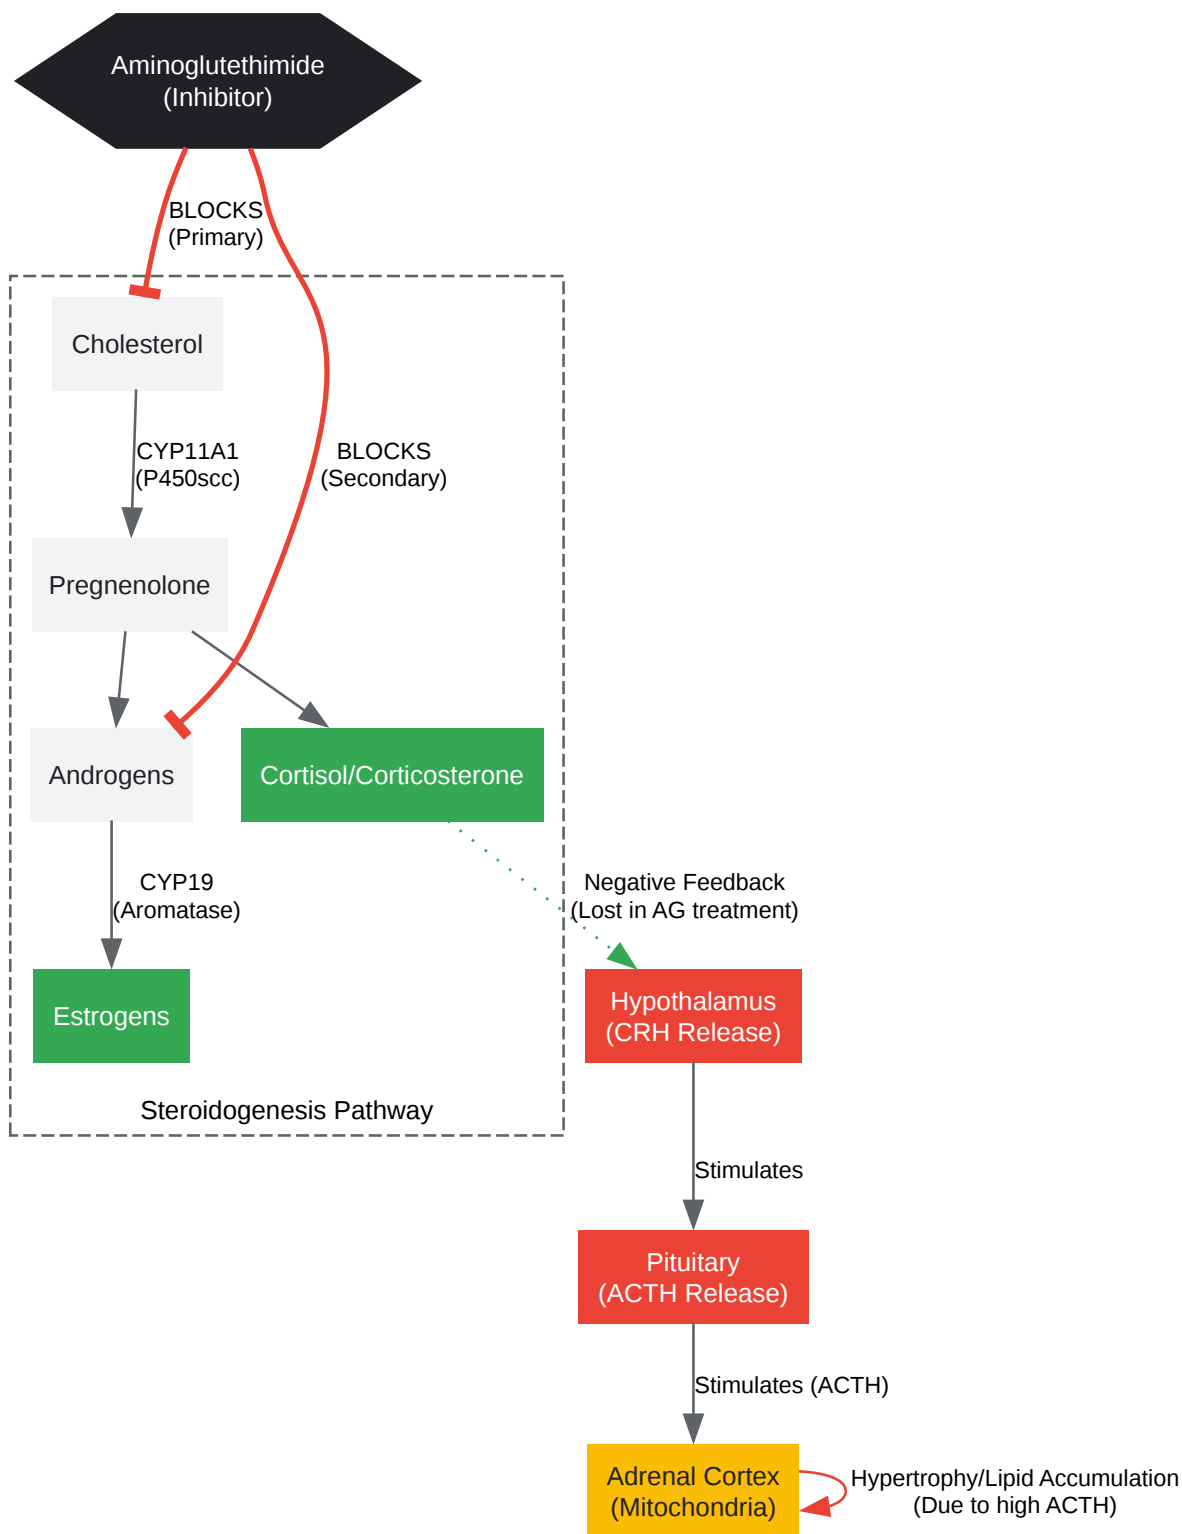 Aminoglutethimide
(Inhibitor)
BLOCKS
(Primary)
Cholesterol
CYP11A1
(P450scc)
BLOCKS
(Secondary)
Pregnenolone
Androgens
Cortisol/Corticosterone
CYP19
(Aromatase)
Negative Feedback
(Lost in AG treatment)
Estrogens
Hypothalamus
(CRH Release)
Steroidogenesis Pathway
Stimulates
Pituitary
(ACTH Release)
Stimulates (ACTH)
Adrenal Cortex
(Mitochondria)
Hypertrophy/Lipid Accumulation
(Due to high ACTH)